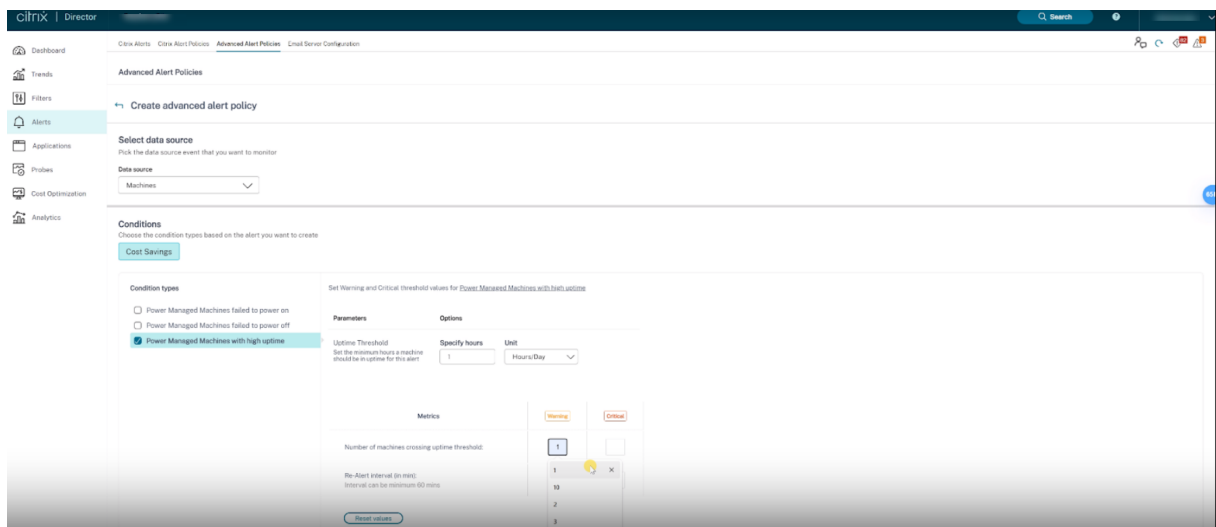 citrix | Director
Search
Dashboard
Trends
Filters
Alerts
Applications
Probes
Cost Optimization
Analytics
Citrix Alerts Citrix Alert Policies Advanced Alert Policies Email Server Configuration
Advanced Alert Policies
Create advanced alert policy
Select data source
Pick the data source event that you want to monitor
Data source
Machines
Conditions
Choose the condition types based on the alert you want to create
Cost Savings
Condition types
Power Managed Machines failed to power on
Power Managed Machines failed to power off
Power Managed Machines with high uptime
Set Warning and Critical threshold values for Power Managed Machines with high uptime
Parameters Options
Uptime Threshold
Set the minimum hours a machine
should be in uptime for this alert
Specify hours Unit
1 Hours/Day
Metrics Warning Critical
Number of machines crossing uptime threshold: 1
Re-Alert interval (in min):
Interval can be minimum 60 mins
1
10
2
3
Reset values